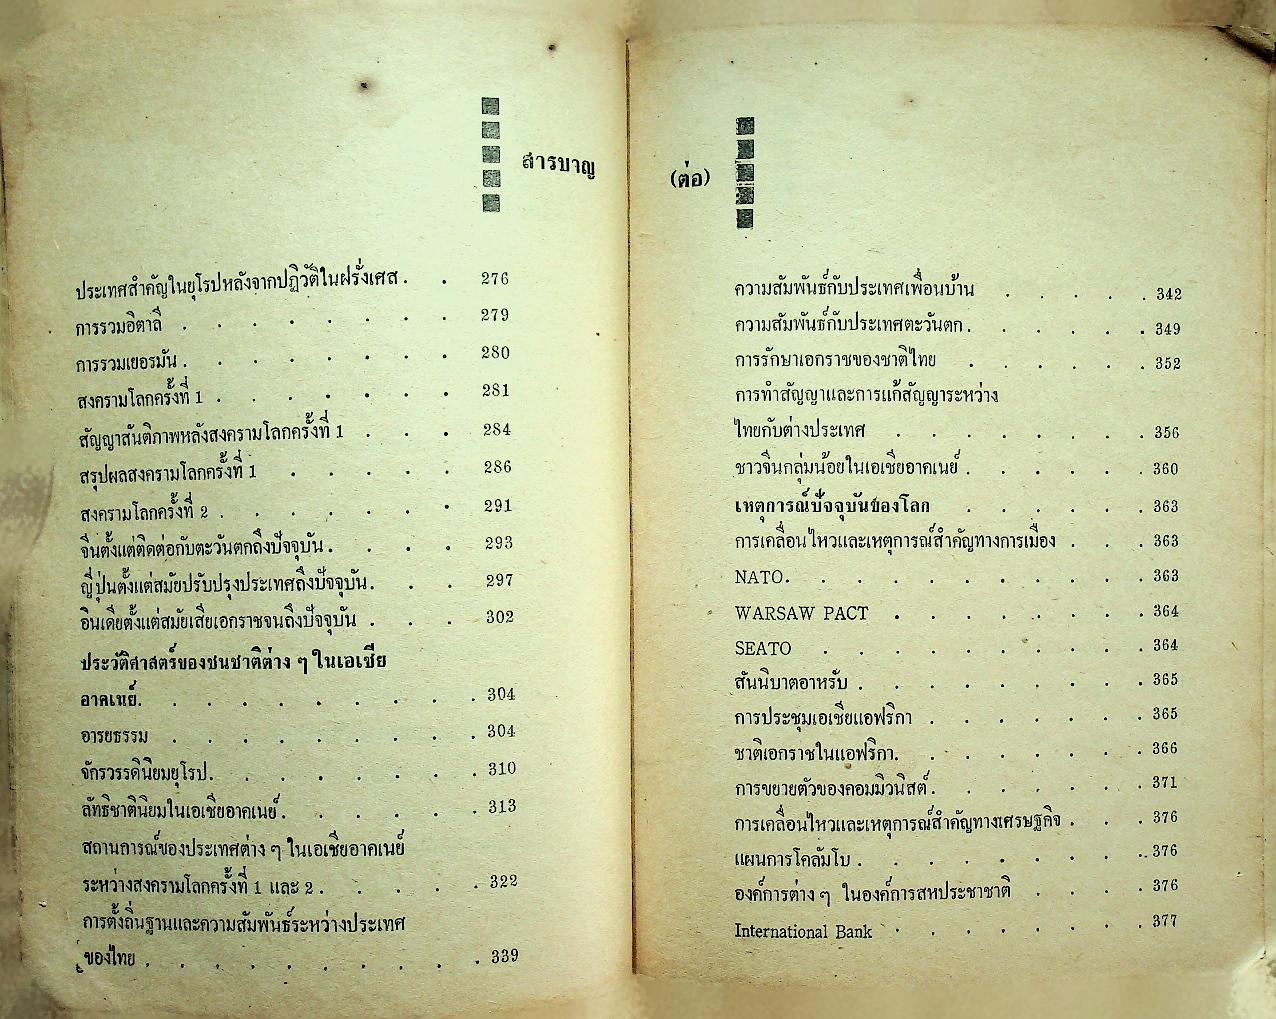 สารบาญ (ต่อ)
ประเทศสำคัญในยุโรปหลังจากปฏิวัติในฝรั่งเศส . . 276
การรวมอิตาลี . . . . . . . . 279
การรวมเยอรมัน . . . . . . . . 280
สงครามโลกครั้งที่ 1 . . . . . . . 281
สัญญาสันติภาพหลังสงครามโลกครั้งที่ 1 . . . 284
สรุปผลสงครามโลกครั้งที่ 1 . . . . . 286
สงครามโลกครั้งที่ 2 . . . . . . . 291
จีนตั้งแต่ติดต่อกับตะวันตกถึงปัจจุบัน . . . . 293
ญี่ปุ่นตั้งแต่สมัยปรับปรุงประเทศถึงปัจจุบัน . . . 297
อินเดียตั้งแต่สมัยเสียเอกราชจนถึงปัจจุบัน . . . 302
ประวัติศาสตร์ของชนชาติต่าง ๆ ในเอเชีย
อาคเนย์ . . . . . . . . . . 304
อารยธรรม . . . . . . . . . 304
จักรวรรดินิยมยุโรป . . . . . . . . 310
ลัทธิชาตินิยมในเอเชียอาคเนย์ . . . . . . 313
สถานการณ์ของประเทศต่าง ๆ ในเอเชียอาคเนย์
ระหว่างสงครามโลกครั้งที่ 1 และ 2 . . . . . 322
การตั้งถิ่นฐานและความสัมพันธ์ระหว่างประเทศ
ของไทย . . . . . . . . . . 339
ความสัมพันธ์กับประเทศเพื่อนบ้าน . . . . . 342
ความสัมพันธ์กับประเทศตะวันตก . . . . . . 349
การรักษาเอกราชของชาติไทย . . . . . . 352
การทำสัญญาและการแก้สัญญาระหว่าง
ไทยกับต่างประเทศ . . . . . . . . 356
ชาวจีนกลุ่มน้อยในเอเชียอาคเนย์ . . . . . . 360
เหตุการณ์ปัจจุบันของโลก . . . . . . 363
การเคลื่อนไหวและเหตุการณ์สำคัญทางการเมือง . . . 363
NATO . . . . . . . . . . 363
WARSAW PACT . . . . . . . . 364
SEATO . . . . . . . . . . 364
สันนิบาตอาหรับ . . . . . . . . . 365
การประชุมเอเชียแอฟริกา . . . . . . . 365
ชาติเอกราชในแอฟริกา . . . . . . . . 366
การขยายตัวของคอมมิวนิสต์ . . . . . . . 371
การเคลื่อนไหวและเหตุการณ์สำคัญทางเศรษฐกิจ . . . 376
แผนการโคลัมโบ . . . . . . . . . 376
องค์การต่าง ๆ ในองค์การสหประชาชาติ . . . . 376
International Bank . . . . . . . . 377